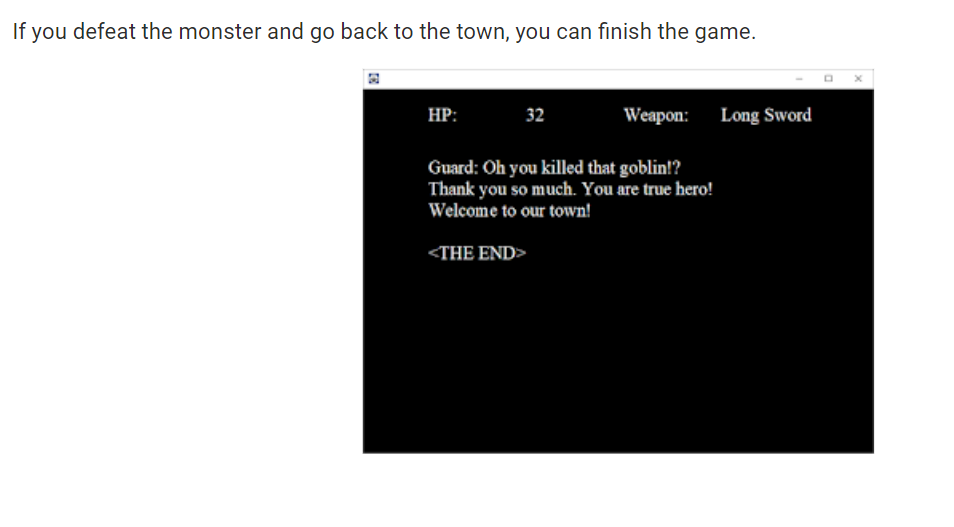 If you defeat the monster and go back to the town, you can finish the game.
HP: 32 Weapon: Long Sword
Guard: Oh you killed that goblin!?
Thank you so much. You are true hero!
Welcome to our town!
<THE END>